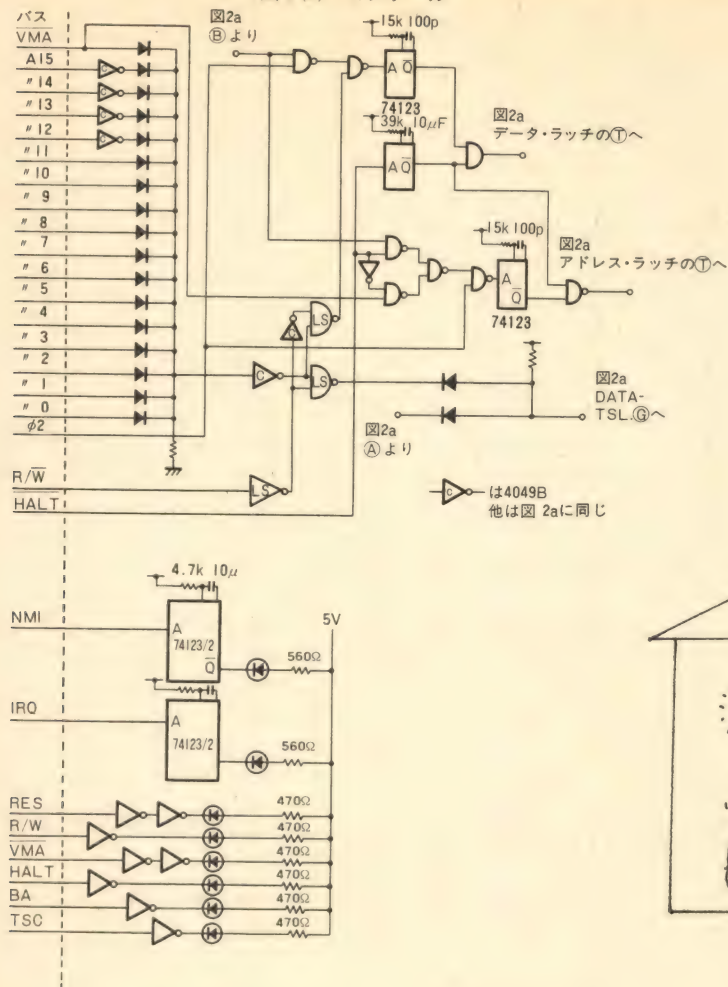 バス
VMA
A15
〃14
〃13
〃12
〃11
〃10
〃 9
〃 8
〃 7
〃 6
〃 5
〃 4
〃 3
〃 2
〃 1
〃 0
φ2
R/W
HALT
図2a
Ⓑより
15k 100p
A Q
74123
39k 10μF
A Q
図2a
データ・ラッチのⓉへ
15k 100p
A
Q
74123
図2a
アドレス・ラッチのⓉへ
C
C
C
C
C
C
LS
LS
LS
図2a
Ⓐより
図2a
DATA-
TSL.Ⓖへ
C
は4049B
他は図 2aに同じ
NMI
4.7k 10μ
A
74123/2
Q
560Ω
5V
IRQ
A
74123/2
560Ω
RES
470Ω
R/W
470Ω
VMA
470Ω
HALT
470Ω
BA
470Ω
TSC
470Ω